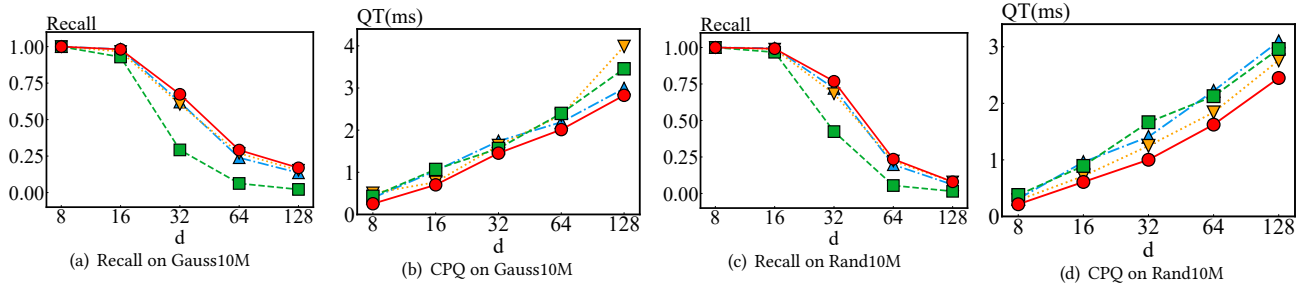 Recall
1.00
0.75
0.50
0.25
0.00
8 16 32 64 128
d
(a) Recall on Gauss10M
QT(ms)
4
3
2
1
0
8 16 32 64 128
d
(b) CPQ on Gauss10M
Recall
1.00
0.75
0.50
0.25
0.00
8 16 32 64 128
d
(c) Recall on Rand10M
QT(ms)
3
2
1
0
8 16 32 64 128
d
(d) CPQ on Rand10M